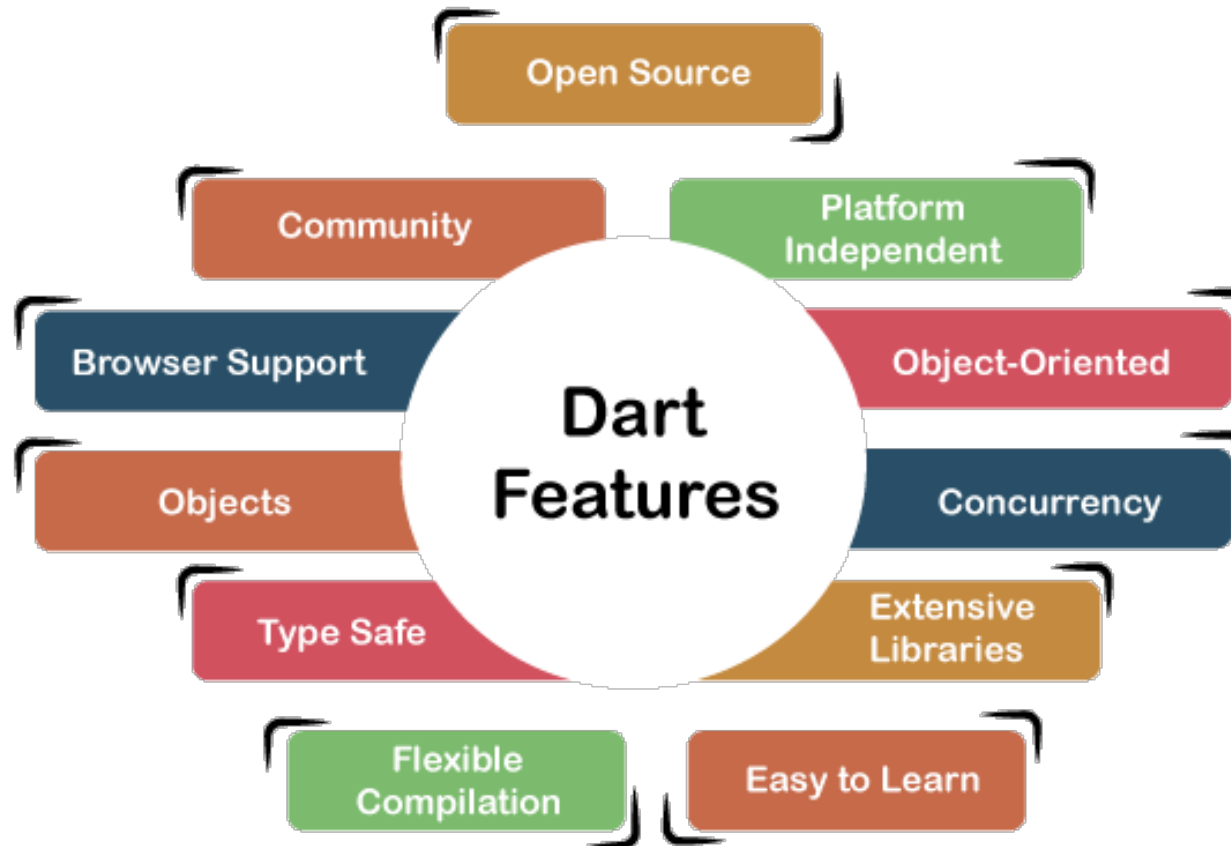 Open Source
Community
Platform
Independent
Browser Support
Object-Oriented
Dart
Features
Objects
Concurrency
Type Safe
Extensive
Libraries
Flexible
Compilation
Easy to Learn